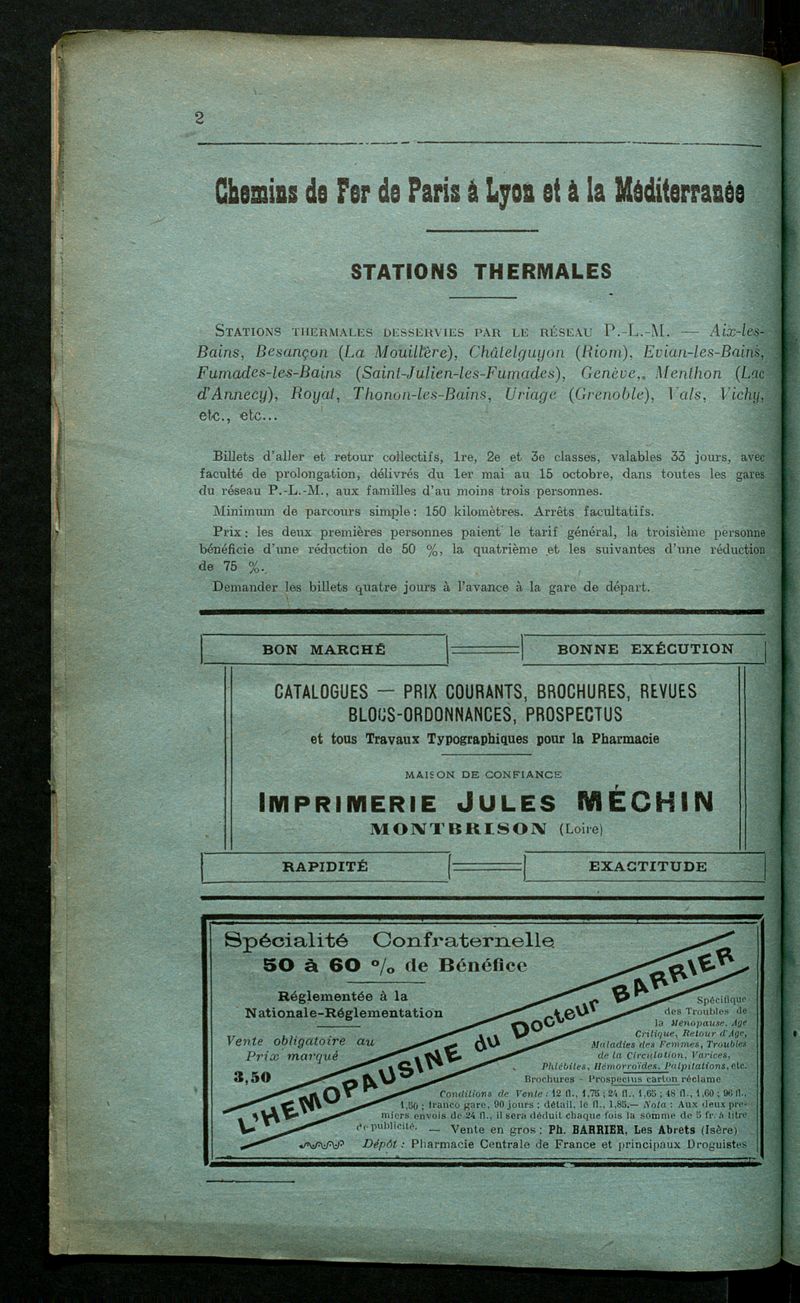 2
Chemins de Fer de Paris à Lyon et à la Méditerranée
STATIONS THERMALES
STATIONS THERMALES DESSERVIES PAR LE RÉSEAU P.-L.-M. — Aix-les-
Bains, Besançon (La Mouillère), Châtelguyon (Riom), Evian-les-Bains,
Fumades-les-Bains (Saint-Julien-les-Fumades), Genève,, Menthon (Lac
d'Annecy), Royat, Thonon-les-Bains, Uriage (Grenoble), Vals, Vichy,
etc., etc...
Billets d'aller et retour collectifs, 1re, 2e et 3e classes, valables 33 jours, avec
faculté de prolongation, délivrés du 1er mai au 15 octobre, dans toutes les gares
du réseau P.-L.-M., aux familles d'au moins trois personnes.
Minimum de parcours simple : 150 kilomètres. Arrêts facultatifs.
Prix : les deux premières personnes paient le tarif général, la troisième personne
bénéficie d'une réduction de 50 %, la quatrième et les suivantes d'une réduction
de 75 %.
Demander les billets quatre jours à l'avance à la gare de départ.
BON MARCHÉ BONNE EXÉCUTION
CATALOGUES — PRIX COURANTS, BROCHURES, REVUES
BLOCS-ORDONNANCES, PROSPECTUS
et tous Travaux Typographiques pour la Pharmacie
MAISON DE CONFIANCE
IMPRIMERIE JULES MÉCHIN
MONTBRISON (Loire)
RAPIDITÉ EXACTITUDE
Spécialité Confraternelle
50 à 60 % de Bénéfice
Réglementée à la
Nationale-Réglementation
Vente obligatoire au
Prix marqué
3,50
L'HEMOPAUSINE du Docteur BARRIER
Spécifique
des Troubles de
la Ménopause, Age
Critique, Retour d'Age,
Maladies des Femmes, Troubles
de la Circulation, Varices,
Phlébites, Hémorroïdes, Palpitations, etc.
Brochures - Prospectus carton réclame
Conditions de Vente : 12 fl., 1,75 ; 24 fl., 1,65 ; 48 fl., 1,60 ; 96 fl.,
1,50 ; franco gare, 90 jours ; détail, le fl., 1,85.— Nota : Aux deux pre-
miers envois de 24 fl., il sera déduit chaque fois la somme de 5 fr. à titre
de publicité. — Vente en gros : Ph. BARRIER, Les Abrets (Isère)
Dépôt : Pharmacie Centrale de France et principaux Droguistes